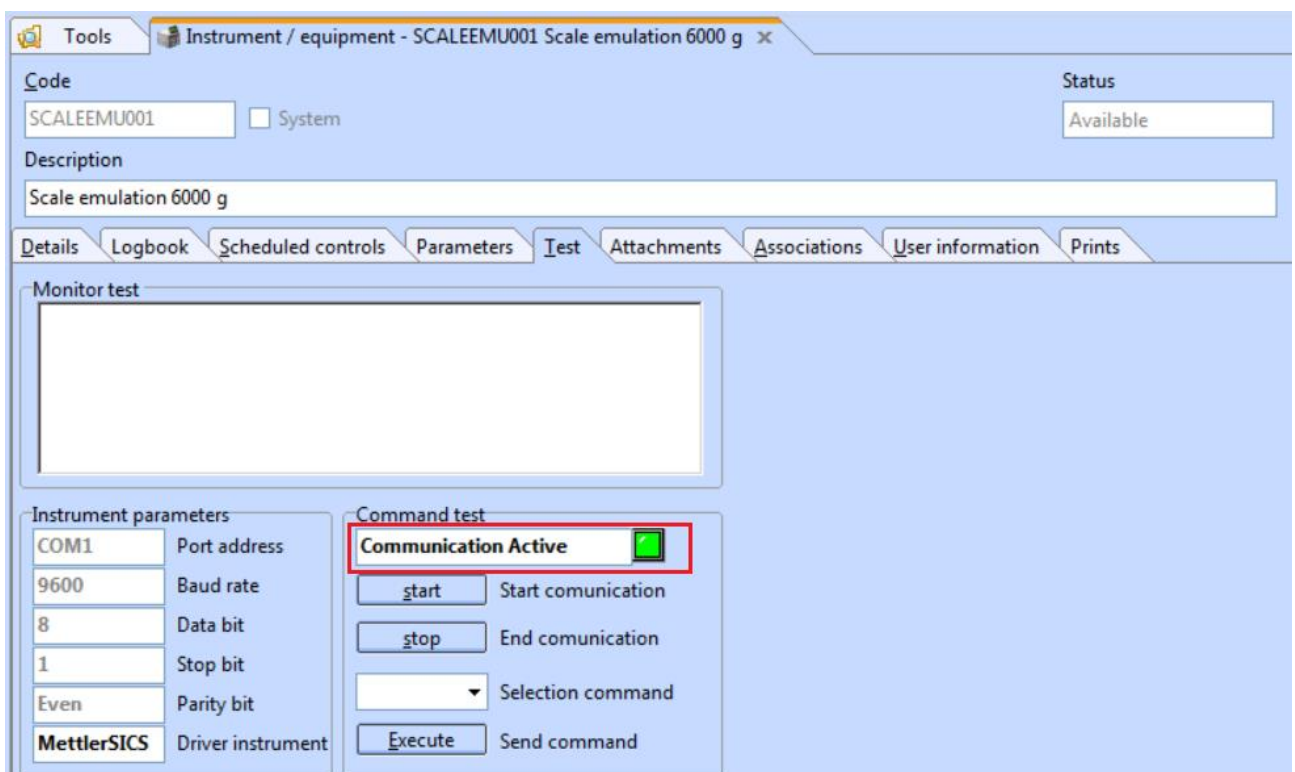 Tools Instrument / equipment - SCALEEMU001 Scale emulation 6000 g
Code Status
SCALEEMU001 System Available
Description
Scale emulation 6000 g
Details Logbook Scheduled controls Parameters Test Attachments Associations User information Prints
Monitor test
Instrument parameters
COM1 Port address
9600 Baud rate
8 Data bit
1 Stop bit
Even Parity bit
MettlerSICS Driver instrument
Command test
Communication Active
start Start comunication
stop End comunication
Selection command
Execute Send command